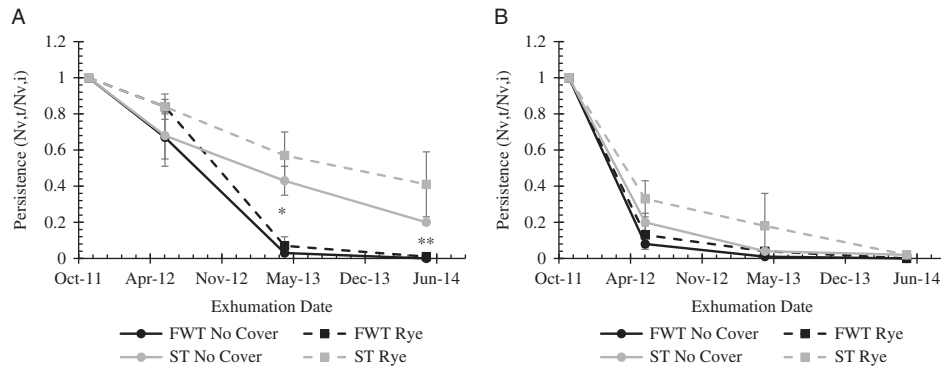 A
Persistence (Nv,t/Nv,i)
1.2
1
0.8
0.6
0.4
0.2
0
*
**
Oct-11 Apr-12 Nov-12 May-13 Dec-13 Jun-14
Exhumation Date
FWT No Cover FWT Rye
ST No Cover ST Rye
B
Persistence (Nv,t/Nv,i)
1.2
1
0.8
0.6
0.4
0.2
0
Oct-11 Apr-12 Nov-12 May-13 Dec-13 Jun-14
Exhumation Date
FWT No Cover FWT Rye
ST No Cover ST Rye